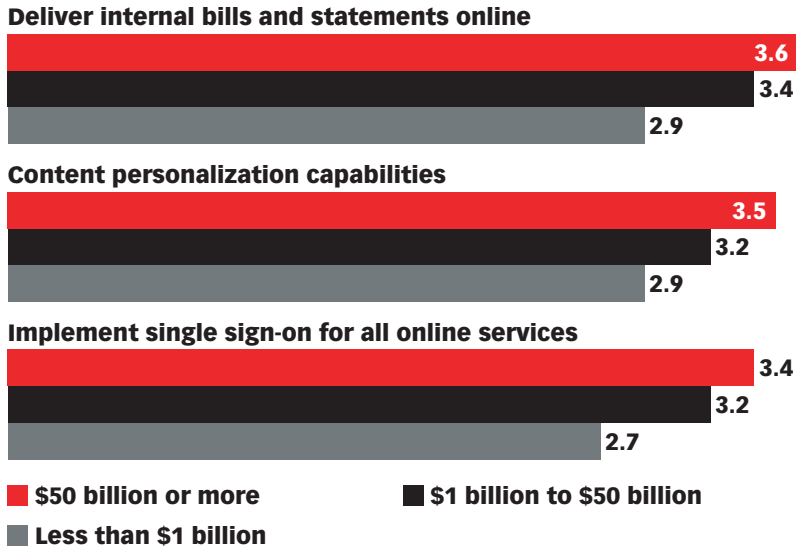 Deliver internal bills and statements online
3.6
3.4
2.9
Content personalization capabilities
3.5
3.2
2.9
Implement single sign-on for all online services
3.4
3.2
2.7
$50 billion or more
$1 billion to $50 billion
Less than $1 billion